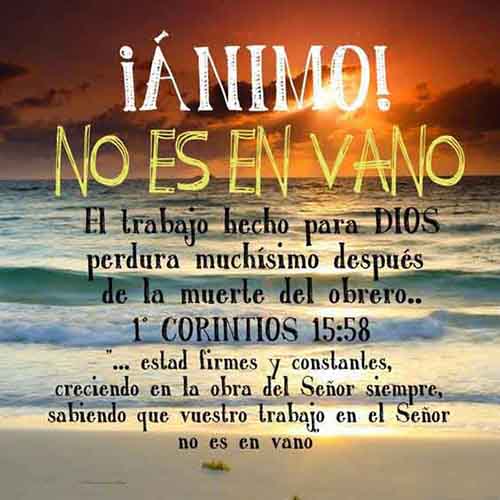 ¡ÁNIMO!
NO ES EN VANO
El trabajo hecho para DIOS
perdura muchísimo después
de la muerte del obrero..
1° CORINTIOS 15:58
"... estad firmes y constantes,
creciendo en la obra del Señor siempre,
sabiendo que vuestro trabajo en el Señor
no es en vano